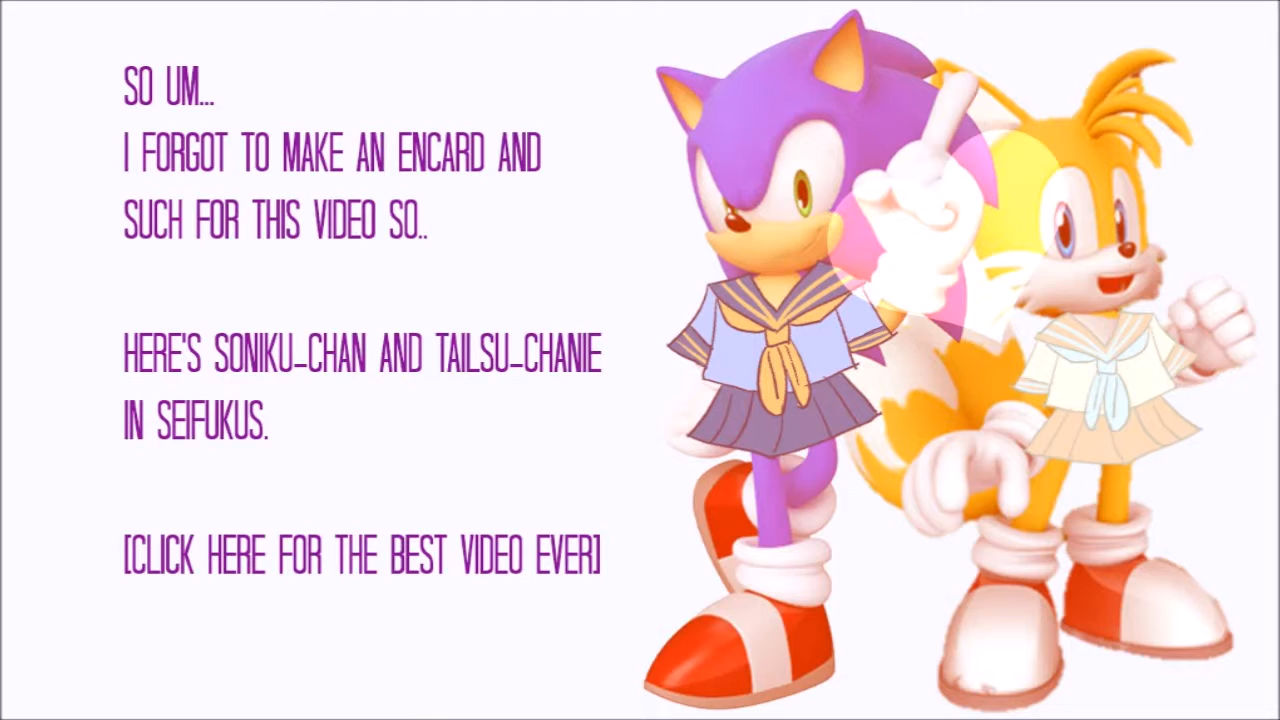 SO UM...
I FORGOT TO MAKE AN ENCARD AND
SUCH FOR THIS VIDEO SO..
HERE'S SONIKU-CHAN AND TAILSU-CHANIE
IN SEIFUKUS.
[CLICK HERE FOR THE BEST VIDEO EVER]